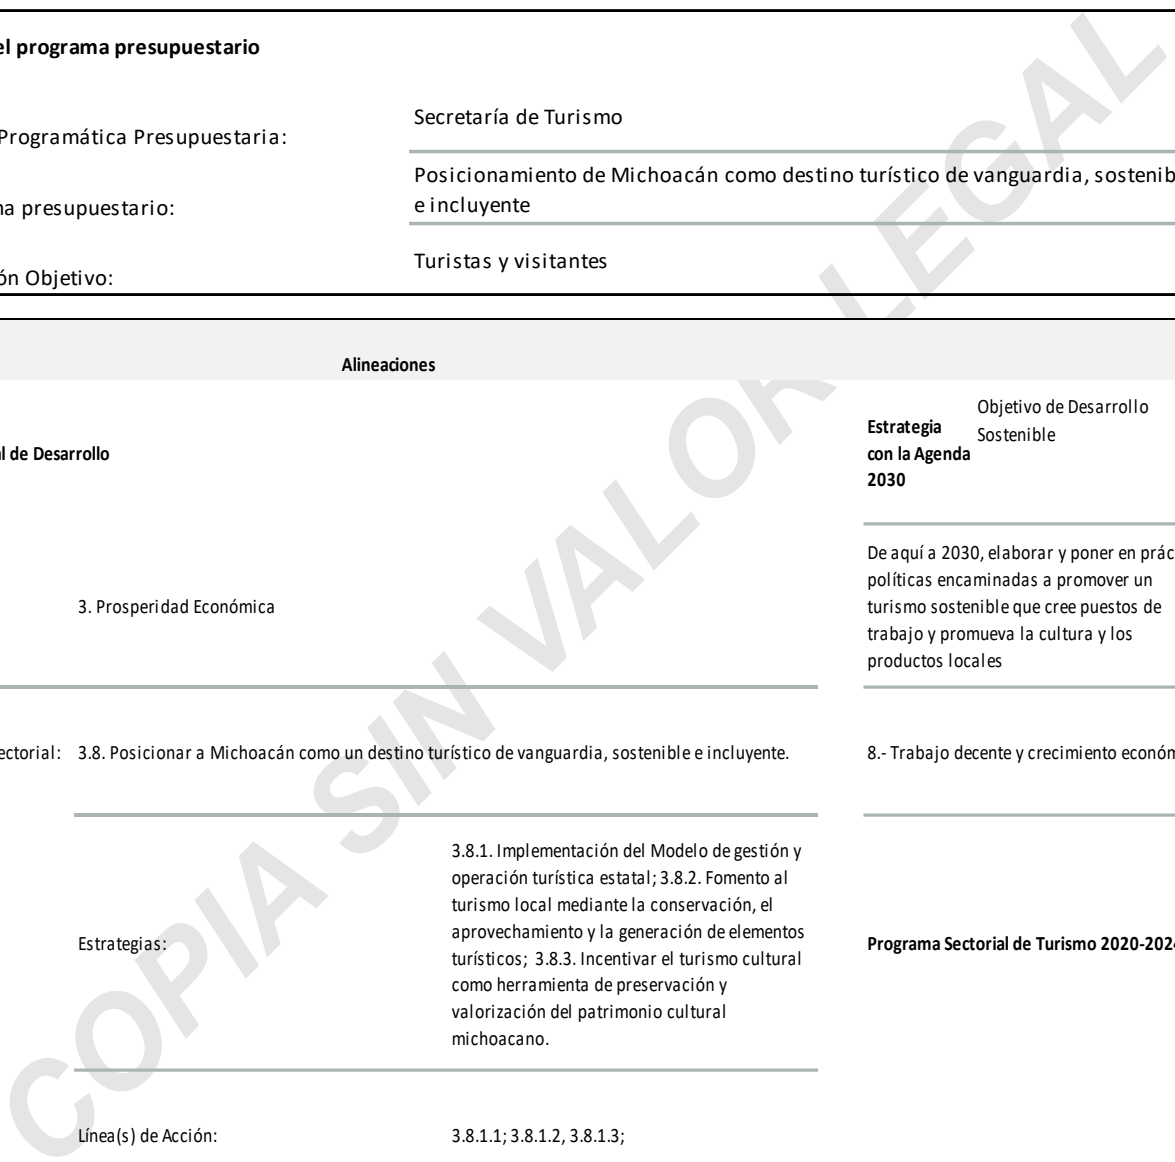 el programa presupuestario
Programática Presupuestaria:
Secretaría de Turismo
na presupuestario:
Posicionamiento de Michoacán como destino turístico de vanguardia, sostenib
e incluyente
ón Objetivo:
Turistas y visitantes
Alineaciones
al de Desarrollo
Estrategia
con la Agenda
2030
Objetivo de Desarrollo
Sostenible
3. Prosperidad Económica
De aquí a 2030, elaborar y poner en prác
políticas encaminadas a promover un
turismo sostenible que cree puestos de
trabajo y promueva la cultura y los
productos locales
ectorial:
3.8. Posicionar a Michoacán como un destino turístico de vanguardia, sostenible e incluyente.
8.- Trabajo decente y crecimiento económ
Estrategias:
3.8.1. Implementación del Modelo de gestión y
operación turística estatal; 3.8.2. Fomento al
turismo local mediante la conservación, el
aprovechamiento y la generación de elementos
turísticos; 3.8.3. Incentivar el turismo cultural
como herramienta de preservación y
valorización del patrimonio cultural
michoacano.
Programa Sectorial de Turismo 2020-202
Línea(s) de Acción:
3.8.1.1; 3.8.1.2, 3.8.1.3;
COPIA SIN VALOR LEGAL